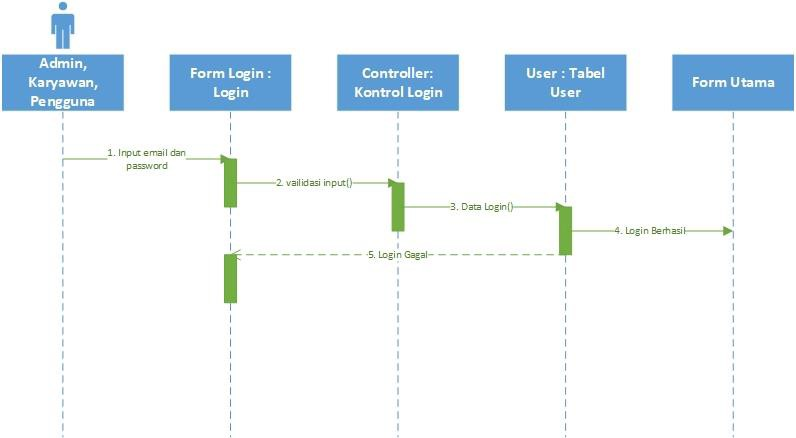 Admin,
Karyawan,
Pengguna
Form Login :
Login
Controller:
Kontrol Login
User : Tabel
User
Form Utama
1. Input email dan
password
2. vailidasi input()
3. Data Login()
4. Login Berhasil
5. Login Gagal